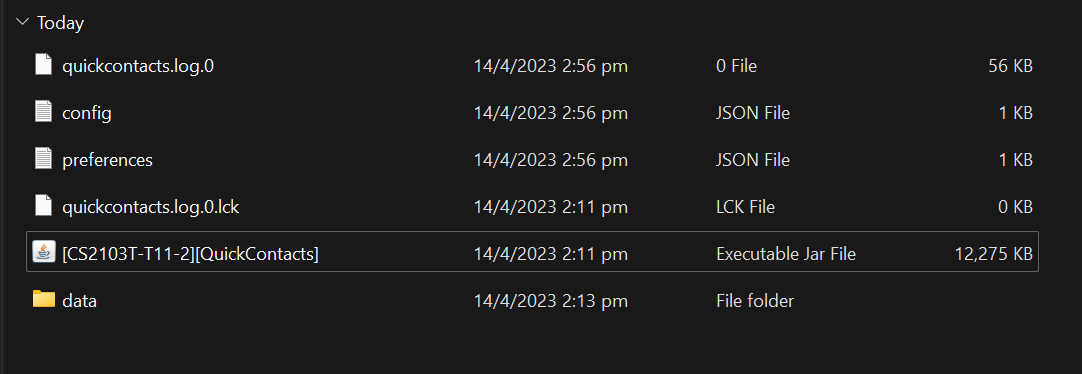 Today
quickcontacts.log.0 14/4/2023 2:56 pm 0 File 56 KB
config 14/4/2023 2:56 pm JSON File 1 KB
preferences 14/4/2023 2:56 pm JSON File 1 KB
quickcontacts.log.0.lck 14/4/2023 2:11 pm LCK File 0 KB
[CS2103T-T11-2][QuickContacts] 14/4/2023 2:11 pm Executable Jar File 12,275 KB
data 14/4/2023 2:13 pm File folder